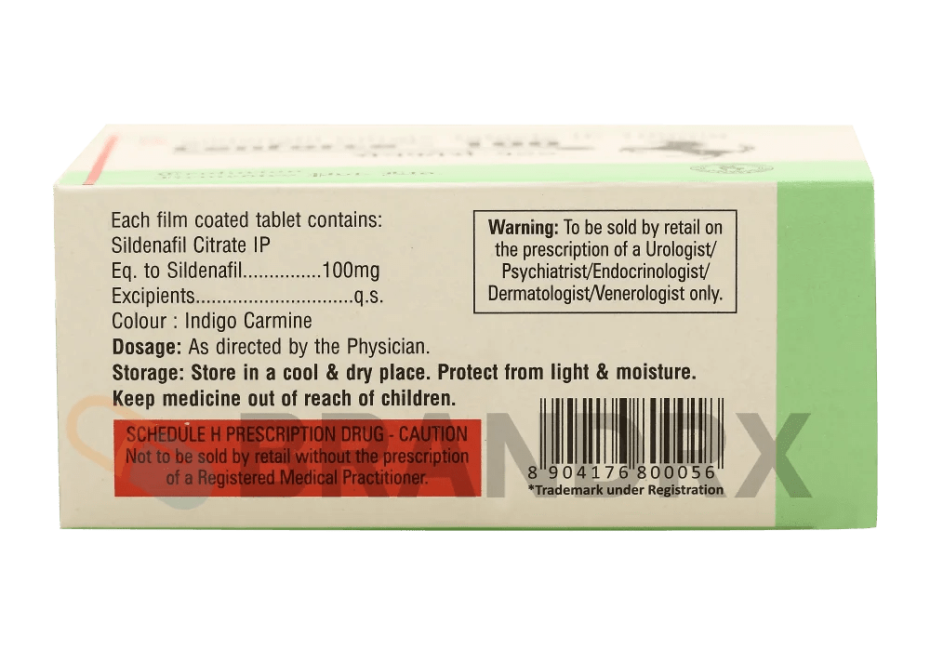 100
Each film coated tablet contains:
Sildenafil Citrate IP
Eq. to Sildenafil...............100mg
Excipients..............................q.s.
Colour : Indigo Carmine
Dosage: As directed by the Physician.
Storage: Store in a cool & dry place. Protect from light & moisture.
Keep medicine out of reach of children.
Warning: To be sold by retail on
the prescription of a Urologist/
Psychiatrist/Endocrinologist/
Dermatologist/Venerologist only.
SCHEDULE H PRESCRIPTION DRUG - CAUTION
Not to be sold by retail without the prescription
of a Registered Medical Practitioner.
8 904176 800056
*Trademark under Registration
BRANDRX